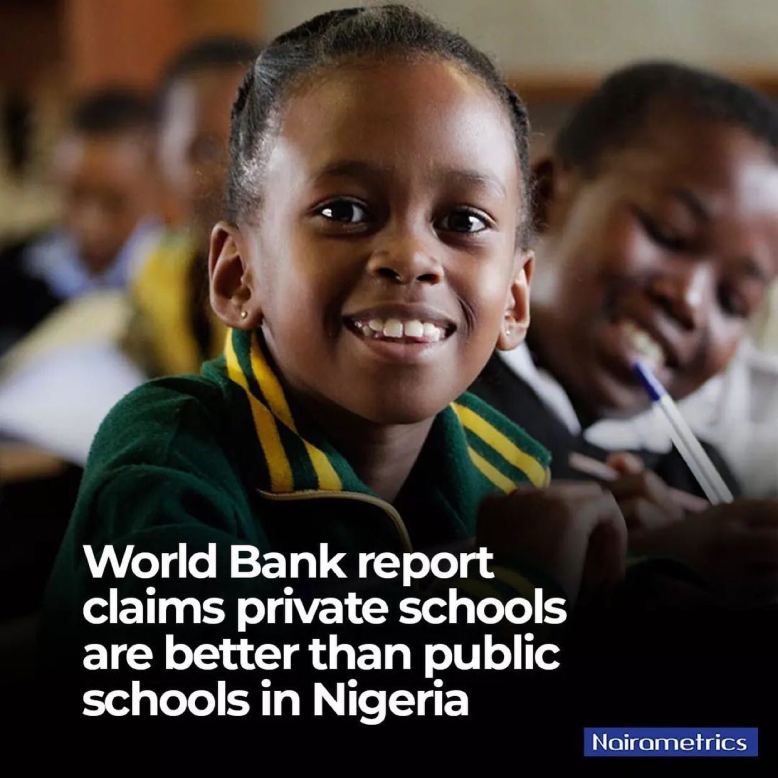 World Bank report
claims private schools
are better than public
schools in Nigeria
Nairametrics